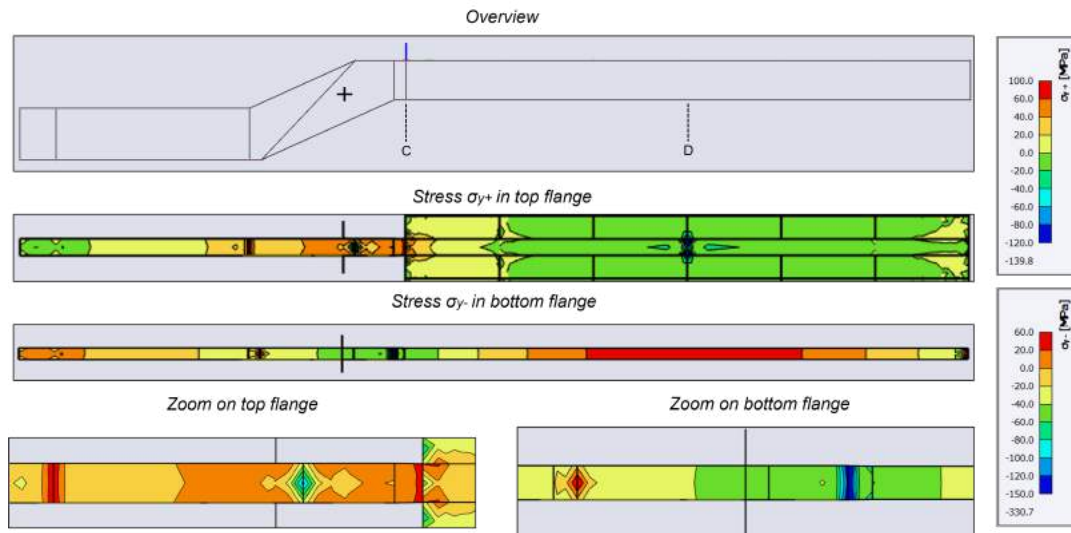 Overview
C
D
Stress σy+ in top flange
Stress σy- in bottom flange
Zoom on top flange
Zoom on bottom flange
σy+ [MPa]
100.0
60.0
40.0
20.0
0.0
-20.0
-40.0
-60.0
-80.0
-120.0
-139.8
σy- [MPa]
60.0
20.0
0.0
-20.0
-40.0
-60.0
-80.0
-100.0
-150.0
-330.7